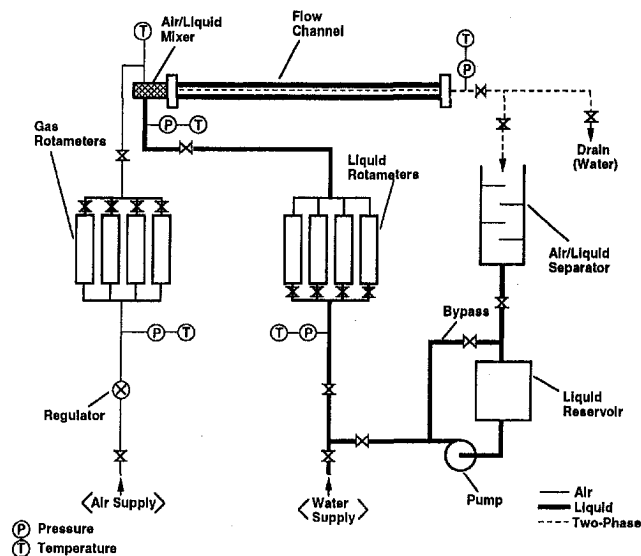 Air/Liquid
Mixer
Flow
Channel
T
T
P
Gas
Rotameters
P
T
Liquid
Rotameters
Drain
(Water)
Air/Liquid
Separator
Bypass
P
T
T
P
Regulator
Liquid
Reservoir
Pump
Air Supply
Water
Supply
Air
Liquid
Two-Phase
P Pressure
T Temperature